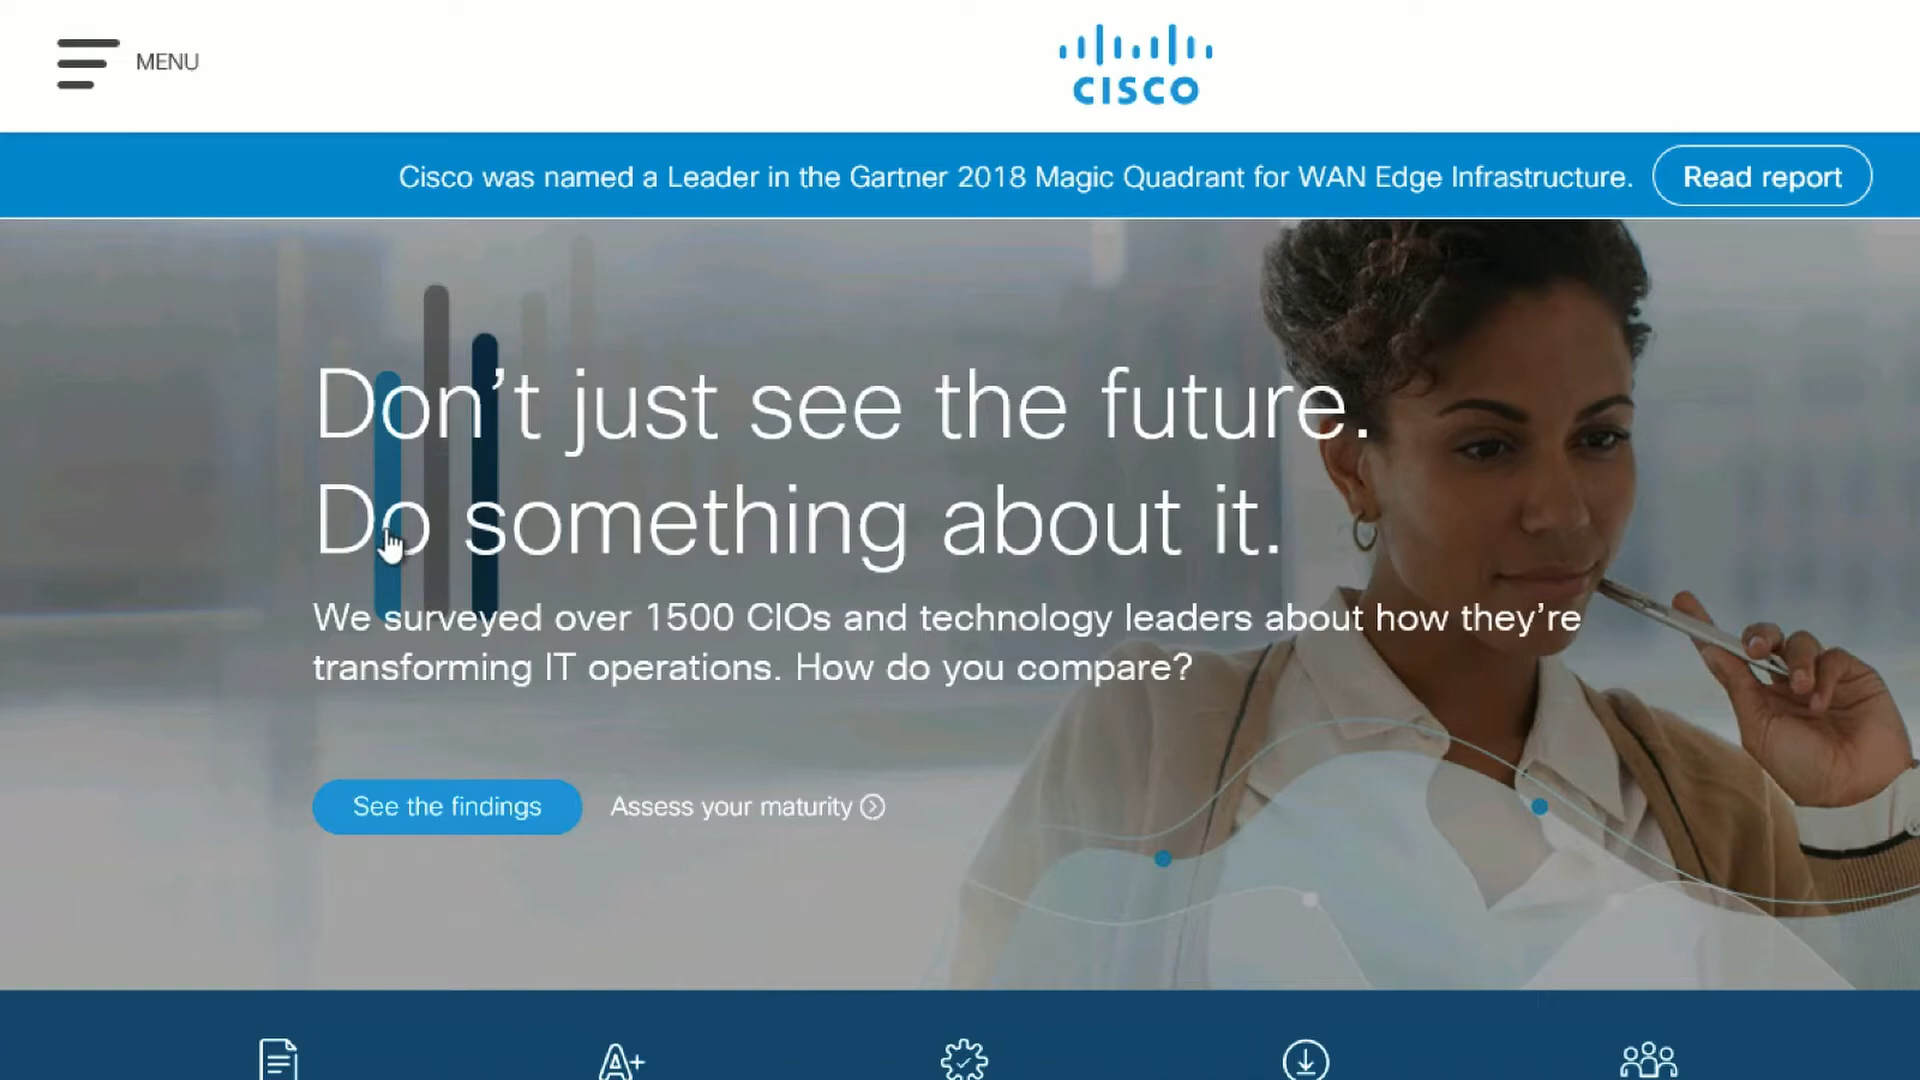 MENU
CISCO
Cisco was named a Leader in the Gartner 2018 Magic Quadrant for WAN Edge Infrastructure.
Read report
Don’t just see the future.
Do something about it.
We surveyed over 1500 CIOs and technology leaders about how they’re
transforming IT operations. How do you compare?
See the findings
Assess your maturity
A+